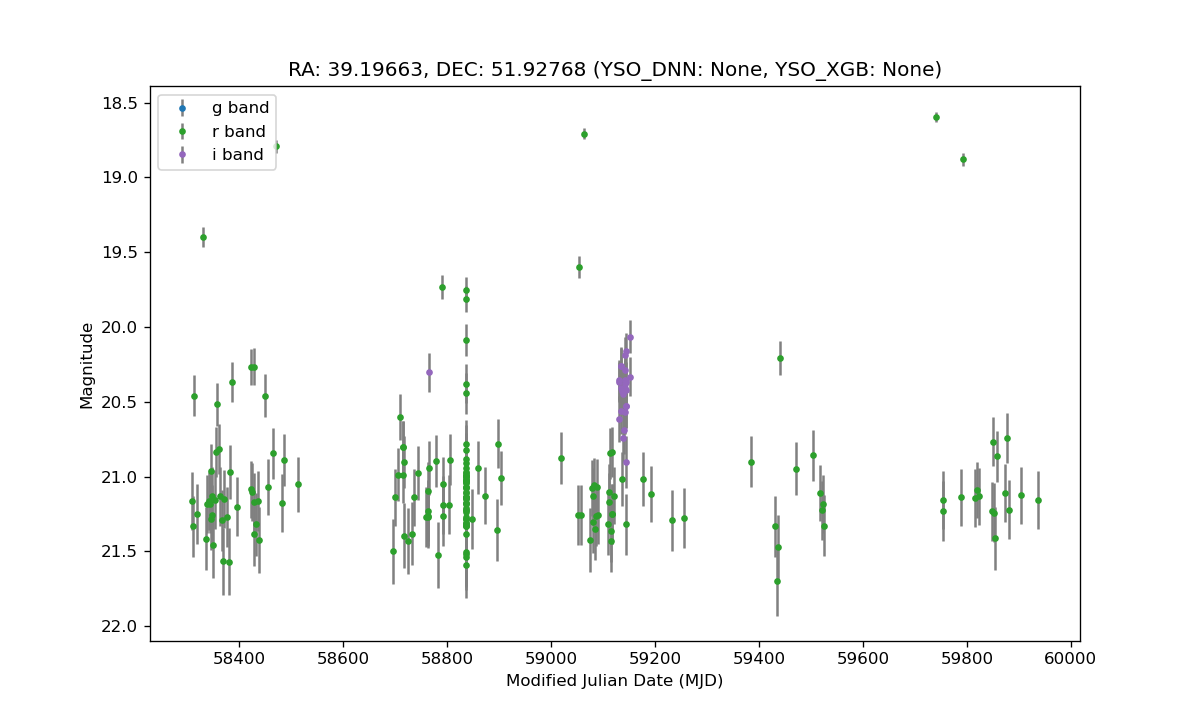 RA: 39.19663, DEC: 51.92768 (YSO_DNN: None, YSO_XGB: None)
g band
r band
i band
18.5
19.0
19.5
20.0
20.5
21.0
21.5
22.0
Magnitude
58400 58600 58800 59000 59200 59400 59600 59800 60000
Modified Julian Date (MJD)